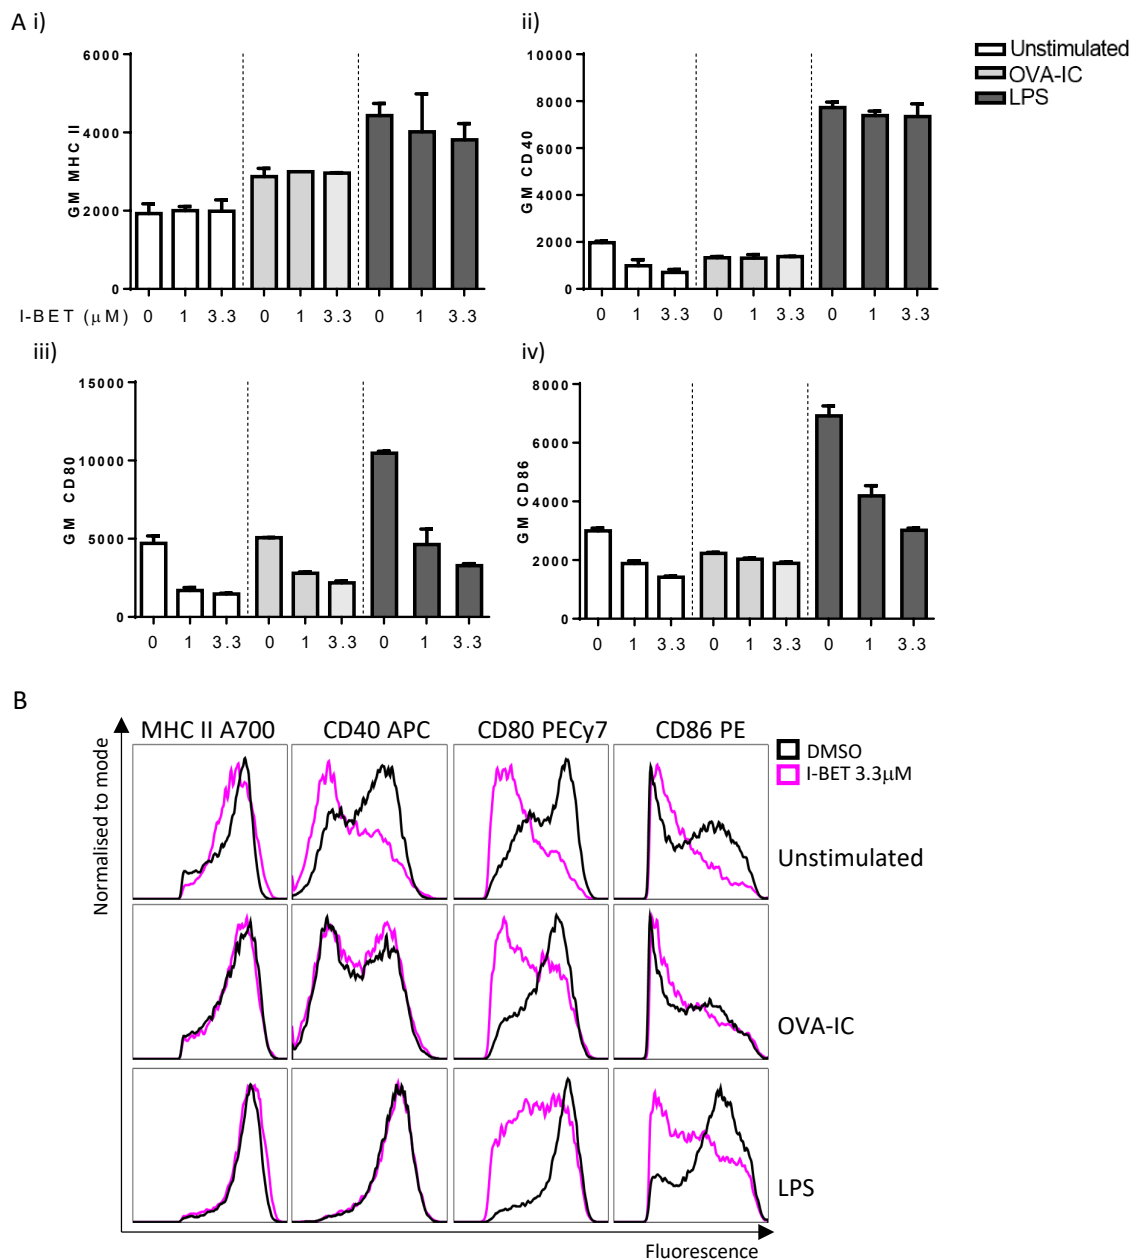 A i)
ii)
Unstimulated
OVA-IC
LPS
GM MHC II
6000
4000
2000
0
GM CD40
10000
8000
6000
4000
2000
0
I-BET (μM)
0 1 3.3 0 1 3.3 0 1 3.3
0 1 3.3 0 1 3.3 0 1 3.3
iii)
iv)
GM CD80
15000
10000
5000
0
GM CD86
8000
6000
4000
2000
0
0 1 3.3 0 1 3.3 0 1 3.3
0 1 3.3 0 1 3.3 0 1 3.3
B
MHC II A700 CD40 APC CD80 PECy7 CD86 PE
Normalised to mode
DMSO
I-BET 3.3μM
Unstimulated
OVA-IC
LPS
Fluorescence